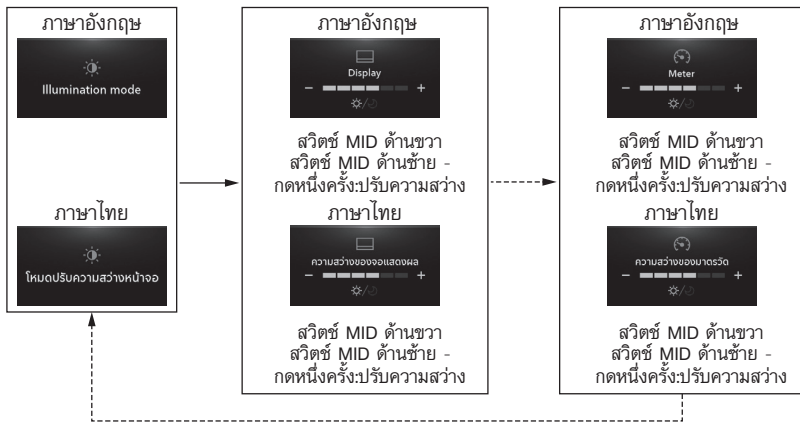 ภาษาอังกฤษ
Illumination mode
ภาษาไทย
โหมดปรับความสว่างหน้าจอ
ภาษาอังกฤษ
Display
− +
สวิตช์ MID ด้านขวา
สวิตช์ MID ด้านซ้าย -
กดหนึ่งครั้ง:ปรับความสว่าง
ภาษาไทย
ความสว่างของจอแสดงผล
− +
สวิตช์ MID ด้านขวา
สวิตช์ MID ด้านซ้าย -
กดหนึ่งครั้ง:ปรับความสว่าง
ภาษาอังกฤษ
Meter
− +
สวิตช์ MID ด้านขวา
สวิตช์ MID ด้านซ้าย -
กดหนึ่งครั้ง:ปรับความสว่าง
ภาษาไทย
ความสว่างของมาตรวัด
− +
สวิตช์ MID ด้านขวา
สวิตช์ MID ด้านซ้าย -
กดหนึ่งครั้ง:ปรับความสว่าง